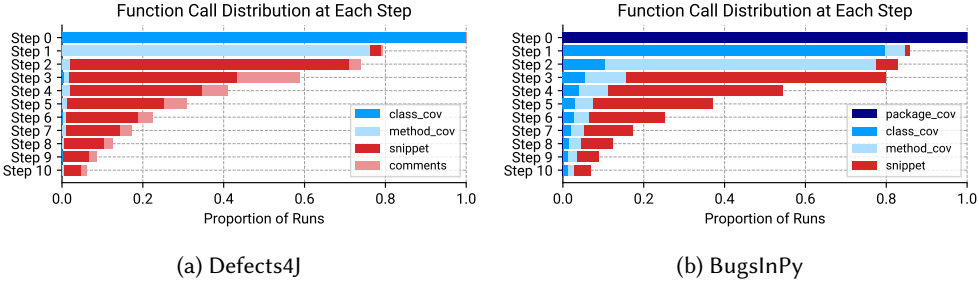 Function Call Distribution at Each Step
Step 0
Step 1
Step 2
Step 3
Step 4
Step 5
Step 6
Step 7
Step 8
Step 9
Step 10
class_cov
method_cov
snippet
comments
0.0 0.2 0.4 0.6 0.8 1.0
Proportion of Runs
(a) Defects4J
Function Call Distribution at Each Step
Step 0
Step 1
Step 2
Step 3
Step 4
Step 5
Step 6
Step 7
Step 8
Step 9
Step 10
package_cov
class_cov
method_cov
snippet
0.0 0.2 0.4 0.6 0.8 1.0
Proportion of Runs
(b) BugsInPy